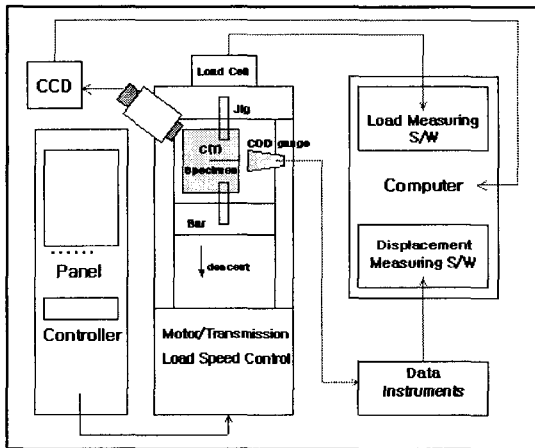 Load Cell
CCD
Jig
Load Measuring
S/W
C(T)
COD gauge
Specimen
Computer
Bar
Displacement
Measuring S/W
descent
Panel
Controller
Motor/Transmission
Load Speed Control
Data
Instruments